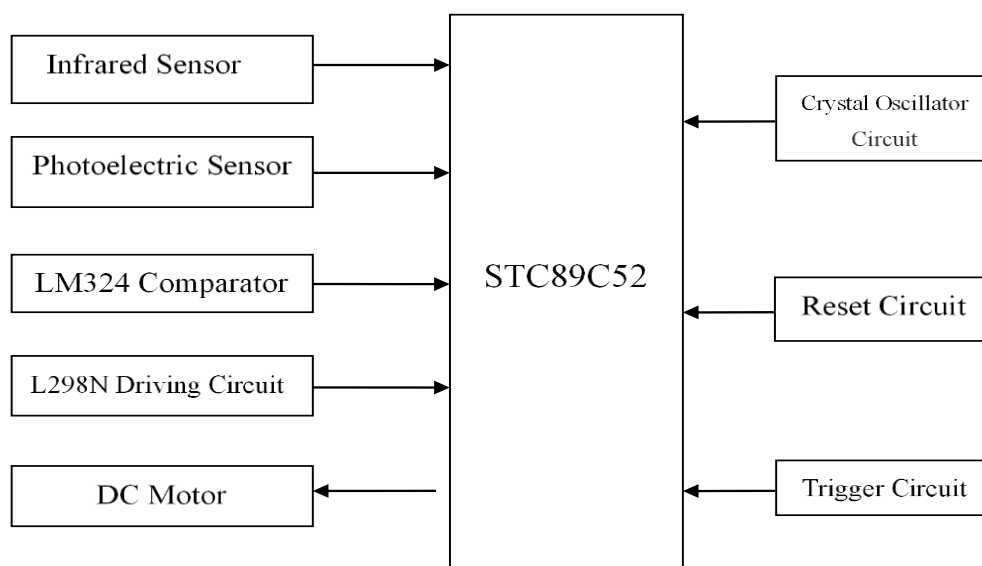 Infrared Sensor
Photoelectric Sensor
LM324 Comparator
L298N Driving Circuit
DC Motor
STC89C52
Crystal Oscillator
Circuit
Reset Circuit
Trigger Circuit